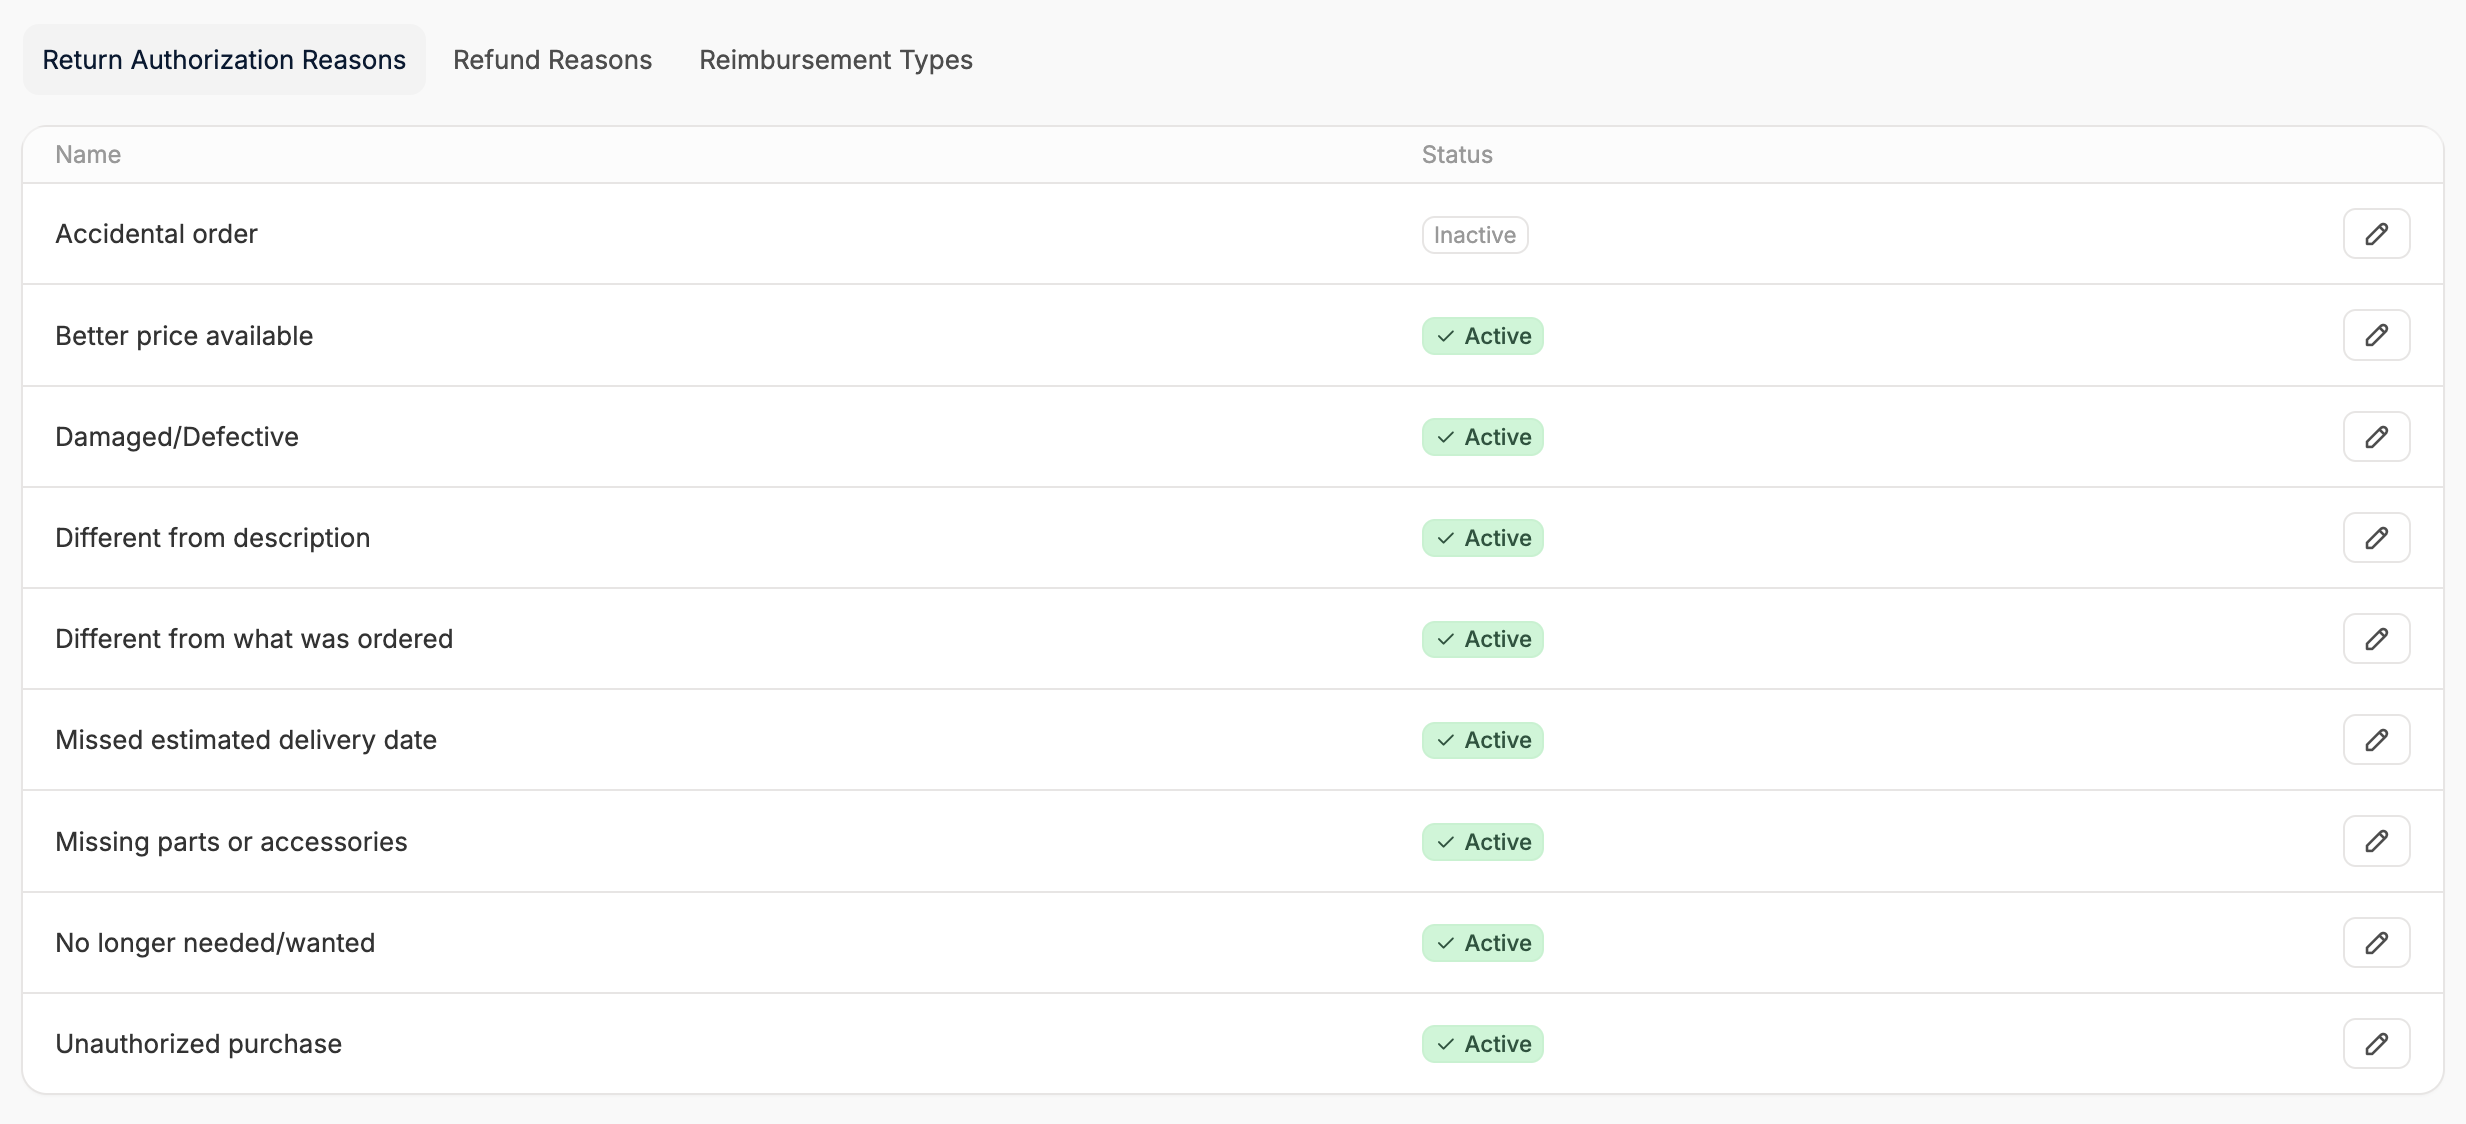 Return Authorization Reasons Refund Reasons Reimbursement Types
Name Status
Accidental order Inactive
Better price available Active
Damaged/Defective Active
Different from description Active
Different from what was ordered Active
Missed estimated delivery date Active
Missing parts or accessories Active
No longer needed/wanted Active
Unauthorized purchase Active